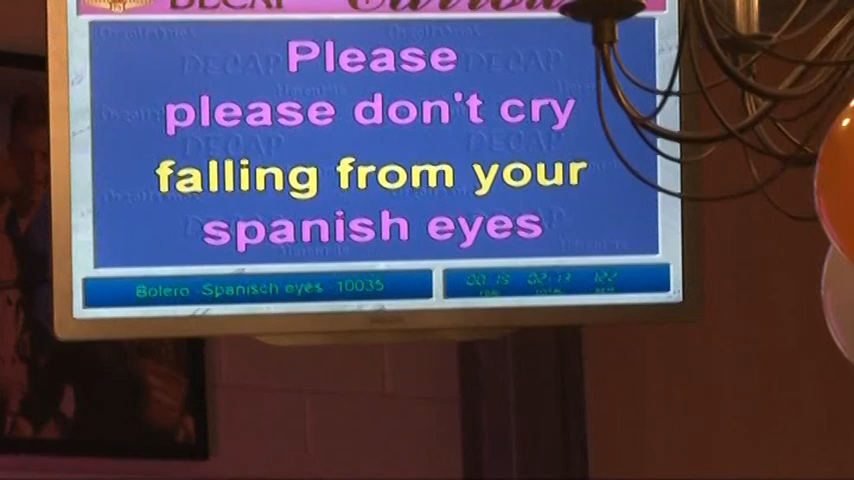 DECAP
Please
please don't cry
falling from your
spanish eyes
Bolero Spanisch eyes - 10035